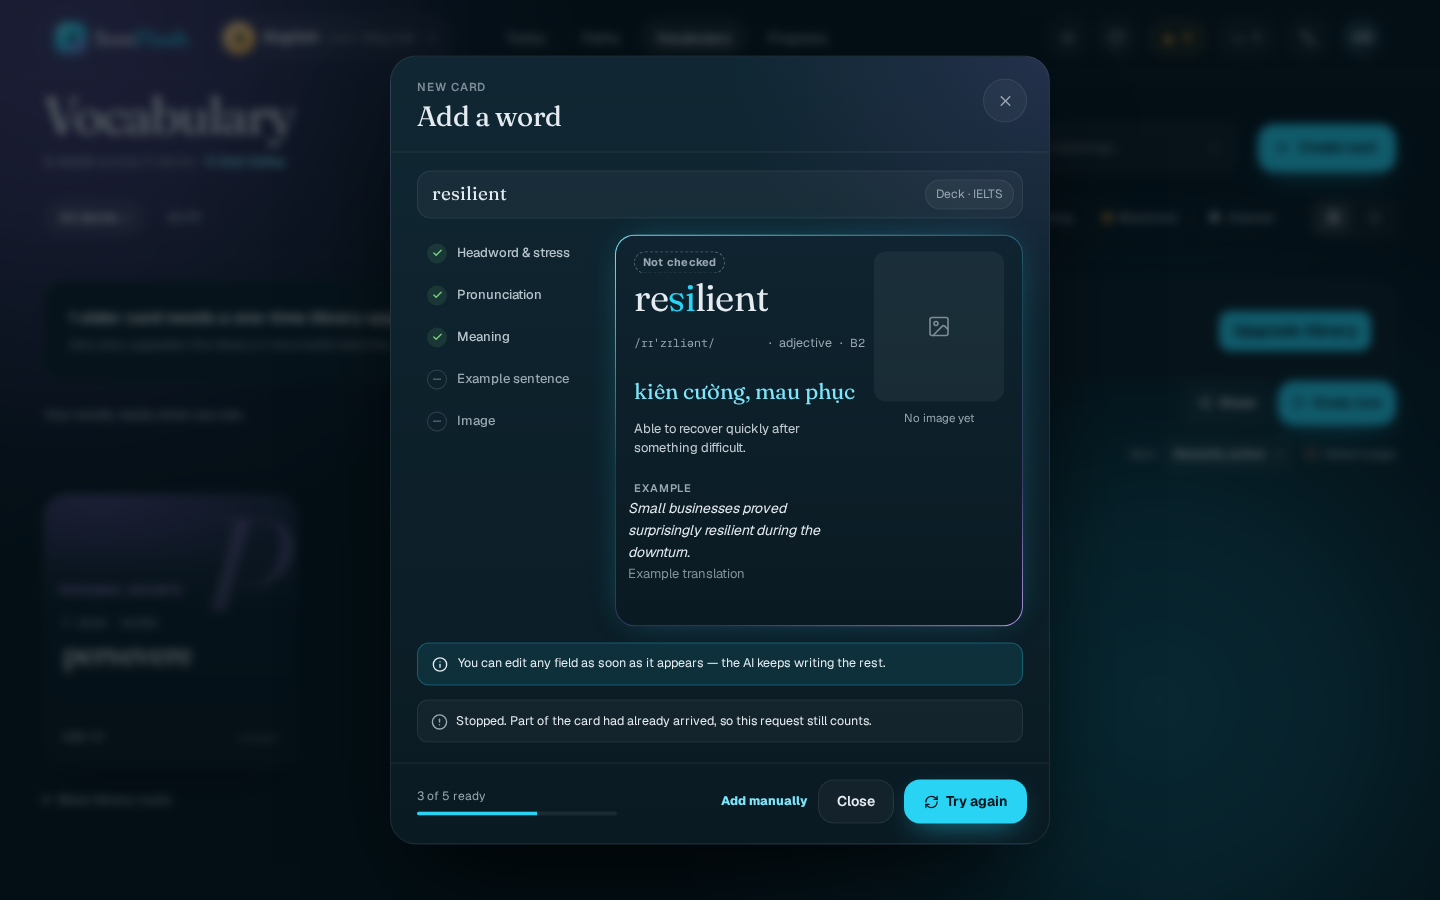 Vocabulary
English
NEW CARD
Add a word
resilient
Deck · IELTS
Headword & stress
Pronunciation
Meaning
Example sentence
Image
Not checked
resilient
/rɪˈzɪliənt/ · adjective · B2
kiên cường, mau phục
Able to recover quickly after
something difficult.
No image yet
EXAMPLE
Small businesses proved
surprisingly resilient during the
downturn.
Example translation
You can edit any field as soon as it appears — the AI keeps writing the rest.
Stopped. Part of the card had already arrived, so this request still counts.
3 of 5 ready
Add manually
Close
Try again
persevere